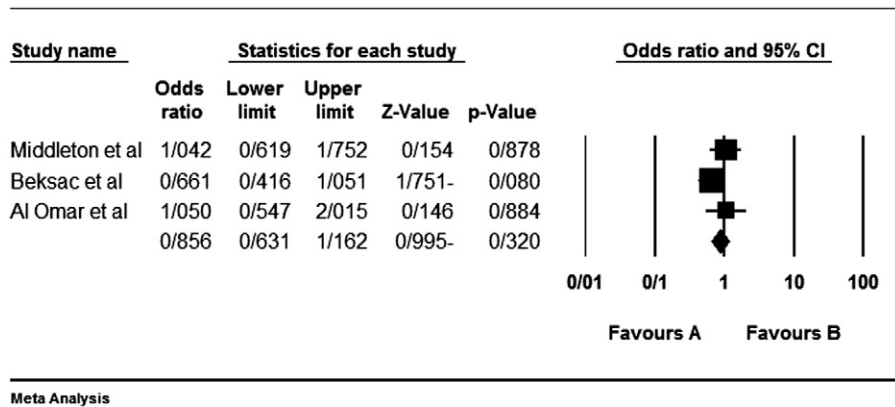 Study name Statistics for each study Odds ratio and 95% CI
Odds Lower Upper
ratio limit limit Z-Value p-Value
Middleton et al 1/042 0/619 1/752 0/154 0/878
Beksac et al 0/661 0/416 1/051 1/751- 0/080
Al Omar et al 1/050 0/547 2/015 0/146 0/884
0/856 0/631 1/162 0/995- 0/320
0/01 0/1 1 10 100
Favours A Favours B
Meta Analysis